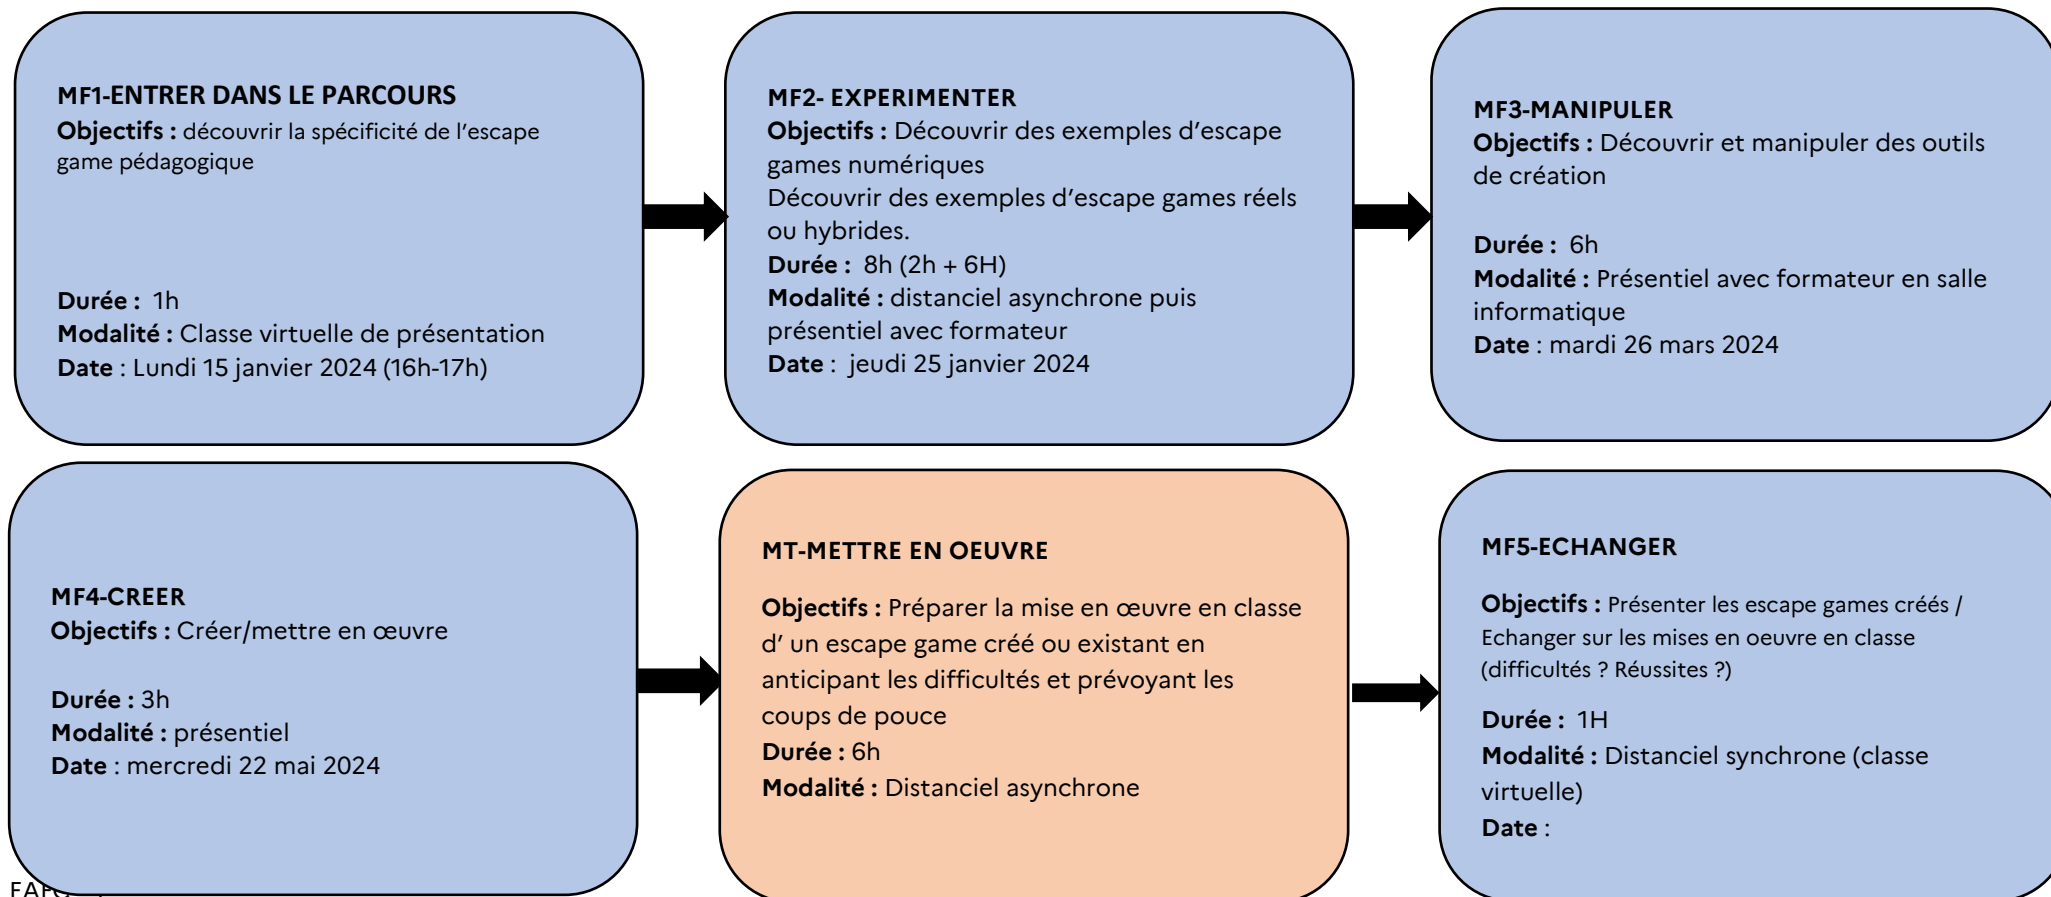 MF1-ENTRER DANS LE PARCOURS
Objectifs : découvrir la spécificité de l’escape
game pédagogique
Durée : 1h
Modalité : Classe virtuelle de présentation
Date : Lundi 15 janvier 2024 (16h-17h)
MF2- EXPERIMENTER
Objectifs : Découvrir des exemples d’escape
games numériques
Découvrir des exemples d’escape games réels
ou hybrides.
Durée : 8h (2h + 6H)
Modalité : distanciel asynchrone puis
présentiel avec formateur
Date : jeudi 25 janvier 2024
MF3-MANIPULER
Objectifs : Découvrir et manipuler des outils
de création
Durée : 6h
Modalité : Présentiel avec formateur en salle
informatique
Date : mardi 26 mars 2024
MF4-CREER
Objectifs : Créer/mettre en œuvre
Durée : 3h
Modalité : présentiel
Date : mercredi 22 mai 2024
MT-METTRE EN OEUVRE
Objectifs : Préparer la mise en œuvre en classe
d’ un escape game créé ou existant en
anticipant les difficultés et prévoyant les
coups de pouce
Durée : 6h
Modalité : Distanciel asynchrone
MF5-ECHANGER
Objectifs : Présenter les escape games créés /
Echanger sur les mises en oeuvre en classe
(difficultés ? Réussites ?)
Durée : 1H
Modalité : Distanciel synchrone (classe
virtuelle)
Date :